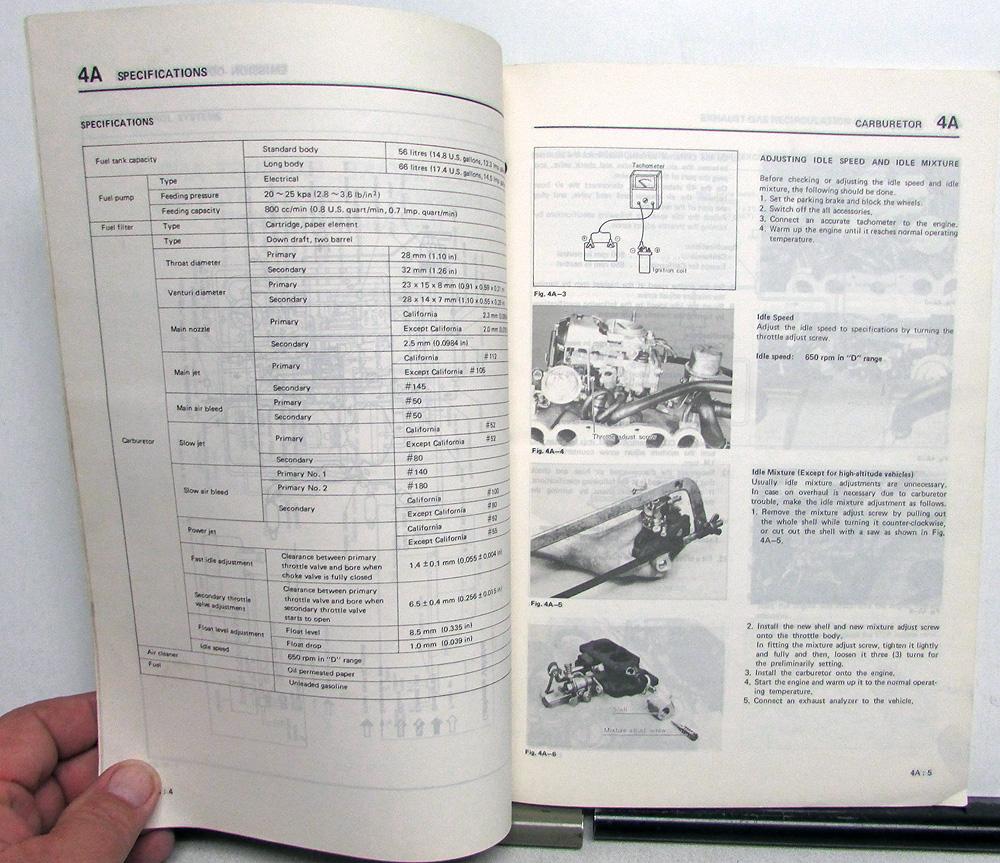 4A SPECIFICATIONS
SPECIFICATIONS
Fuel tank capacity
Standard body
56 litres (14.8 U.S. gallons, 12.3
Long body
66 litres (17.4 U.S. gallons, 14.5
Fuel pump
Type
Electrical
Feeding pressure
20 ~ 25 kpa (2.8 ~ 3.6 lb/in²)
Feeding capacity
800 cc/min (0.8 U.S. quart/min, 0.7 Imp. quart/min)
Fuel filter
Type
Cartridge, paper element
Carburetor
Type
Down draft, two barrel
Throat diameter
Primary
28 mm (1.10 in)
Secondary
32 mm (1.26 in)
Venturi diameter
Primary
23 x 15 x 8 mm (0.91 x 0.59 x
Secondary
28 x 14 x 7 mm (1.10 x 0.55 x
Main nozzle
Primary
California
2.3 mm
Except California
2.0 mm
Secondary
2.5 mm (0.0984 in)
Main jet
Primary
California
#112
Except California
#106
Secondary
#145
Main air bleed
Primary
#50
Secondary
#50
Slow jet
Primary
California
#52
Except California
#52
Secondary
#80
Slow air bleed
Primary No. 1
#140
Primary No. 2
#180
Secondary
California
#100
Except California
#80
Power jet
California
#52
Except California
#55
Fast idle adjustment
Clearance between primary
throttle valve and bore when
choke valve is fully closed
1.4 ± 0.1 mm (0.055 ± 0.004 in)
Secondary throttle
valve adjustment
Clearance between primary
throttle valve and bore when
secondary throttle valve
starts to open
6.5 ± 0.4 mm (0.256 ± 0.015 in)
Float level adjustment
Float level
8.5 mm (0.335 in)
Float drop
1.0 mm (0.039 in)
Idle speed
650 rpm in "D" range
Air cleaner
Oil permeated paper
Fuel
Unleaded gasoline
: 4
CARBURETOR 4A
Tachometer
Ignition coil
Fig. 4A–3
ADJUSTING IDLE SPEED AND IDLE MIXTURE
Before checking or adjusting the idle speed and idle
mixture, the following should be done.
1. Set the parking brake and block the wheels.
2. Switch off the all accessories.
3. Connect an accurate tachometer to the engine.
4. Warm up the engine until it reaches normal operating
temperature.
Throttle adjust screw
Fig. 4A–4
Idle Speed
Adjust the idle speed to specifications by turning the
throttle adjust screw.
Idle speed: 650 rpm in "D" range
Fig. 4A–5
Idle Mixture (Except for high-altitude vehicles)
Usually idle mixture adjustments are unnecessary.
In case on overhaul is necessary due to carburetor
trouble, make the idle mixture adjustment as follows.
1. Remove the mixture adjust screw by pulling out
the whole shell while turning it counter-clockwise,
or cut out the shell with a saw as shown in Fig.
4A–5.
Shell
Mixture adjust screw
Fig. 4A–6
2. Install the new shell and new mixture adjust screw
onto the throttle body.
In fitting the mixture adjust screw, tighten it lightly
and fully and then, loosen it three (3) turns for
the preliminarily setting.
3. Install the carburetor onto the engine.
4. Start the engine and warm up it to the normal operat-
ing temperature.
5. Connect an exhaust analyzer to the vehicle.
4A : 5